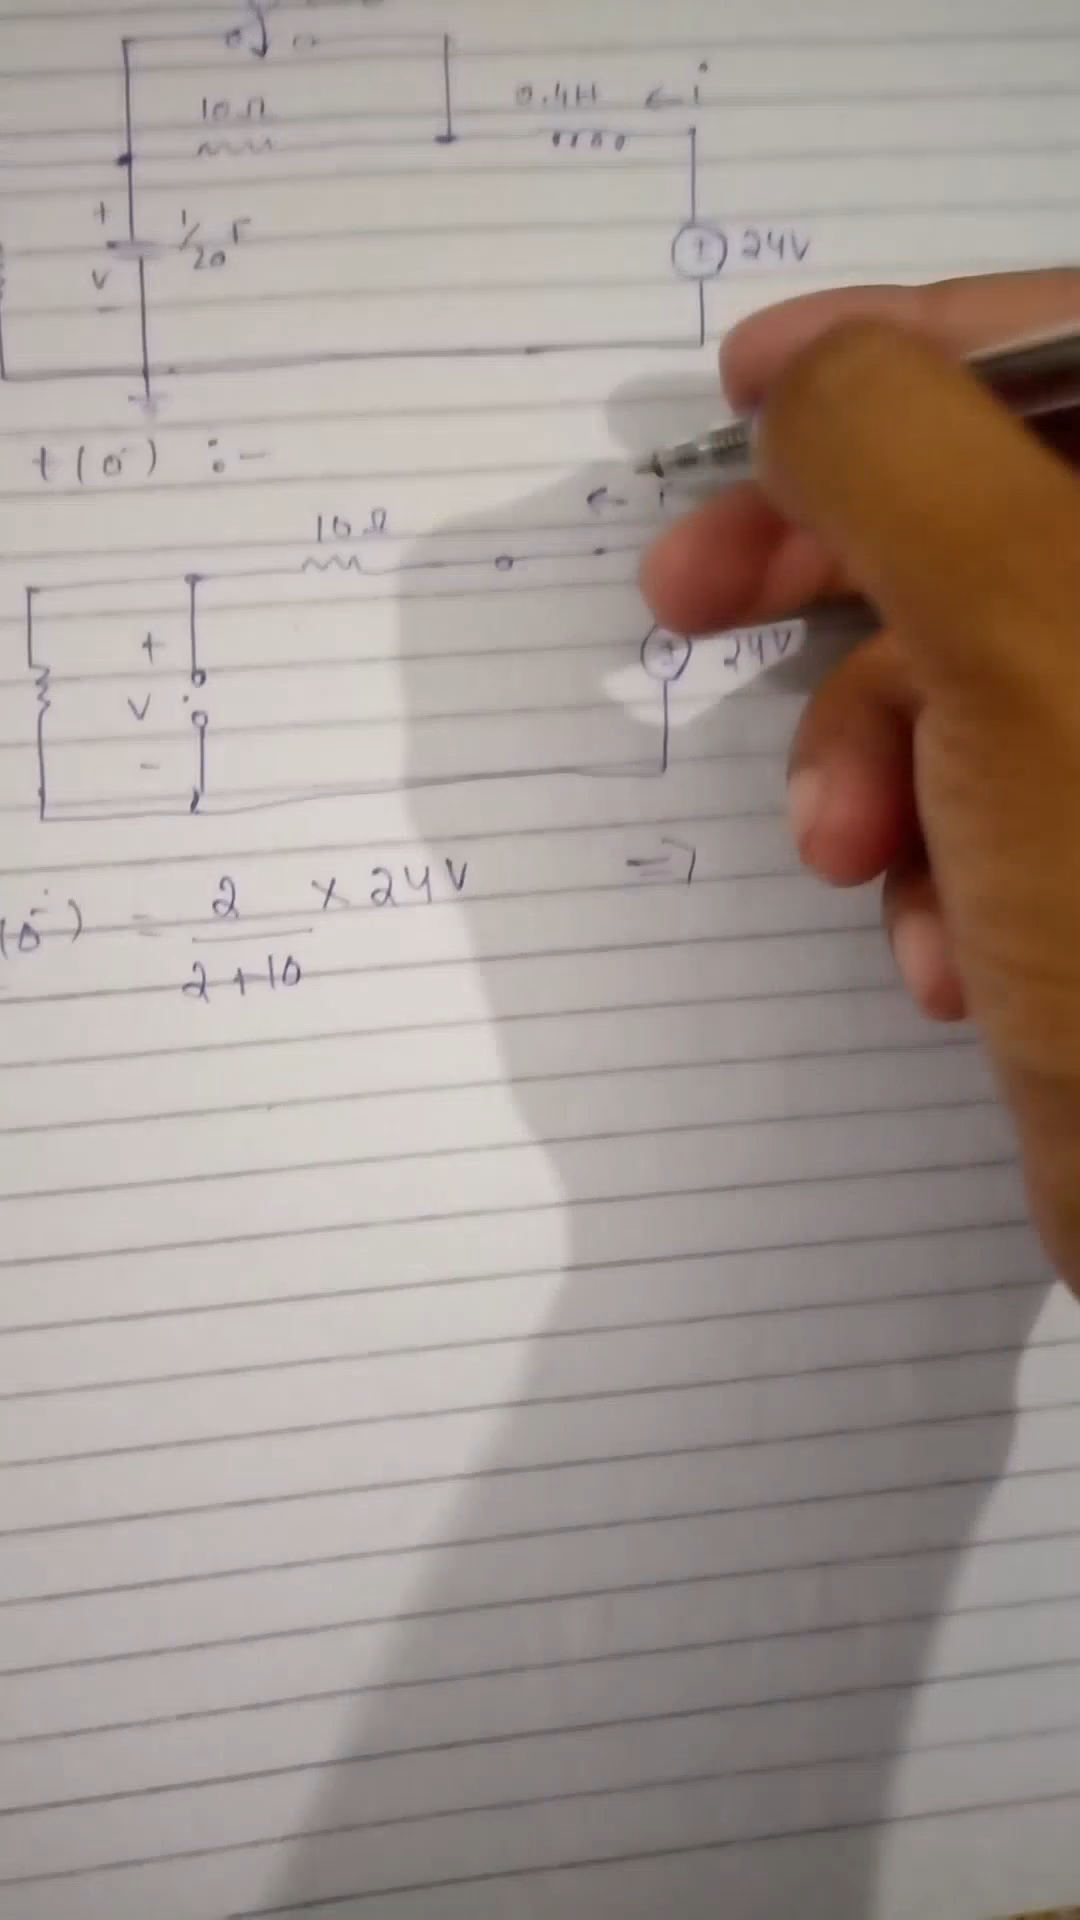 10Ω
0.4H ← i
+
1/20 F
v
−
+ 24V
t(0⁻) :-
← i
10Ω
+
V
−
+ 24V
(0⁻) = 2/(2+10) × 24V =>